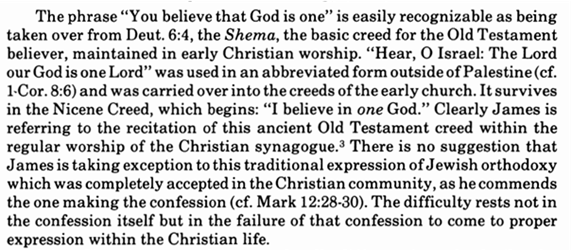 The phrase “You believe that God is one” is easily recognizable as being
taken over from Deut. 6:4, the Shema, the basic creed for the Old Testament
believer, maintained in early Christian worship. “Hear, O Israel: The Lord
our God is one Lord” was used in an abbreviated form outside of Palestine (cf.
1 Cor. 8:6) and was carried over into the creeds of the early church. It survives
in the Nicene Creed, which begins: “I believe in one God.” Clearly James is
referring to the recitation of this ancient Old Testament creed within the
regular worship of the Christian synagogue.³ There is no suggestion that
James is taking exception to this traditional expression of Jewish orthodoxy
which was completely accepted in the Christian community, as he commends
the one making the confession (cf. Mark 12:28-30). The difficulty rests not in
the confession itself but in the failure of that confession to come to proper
expression within the Christian life.